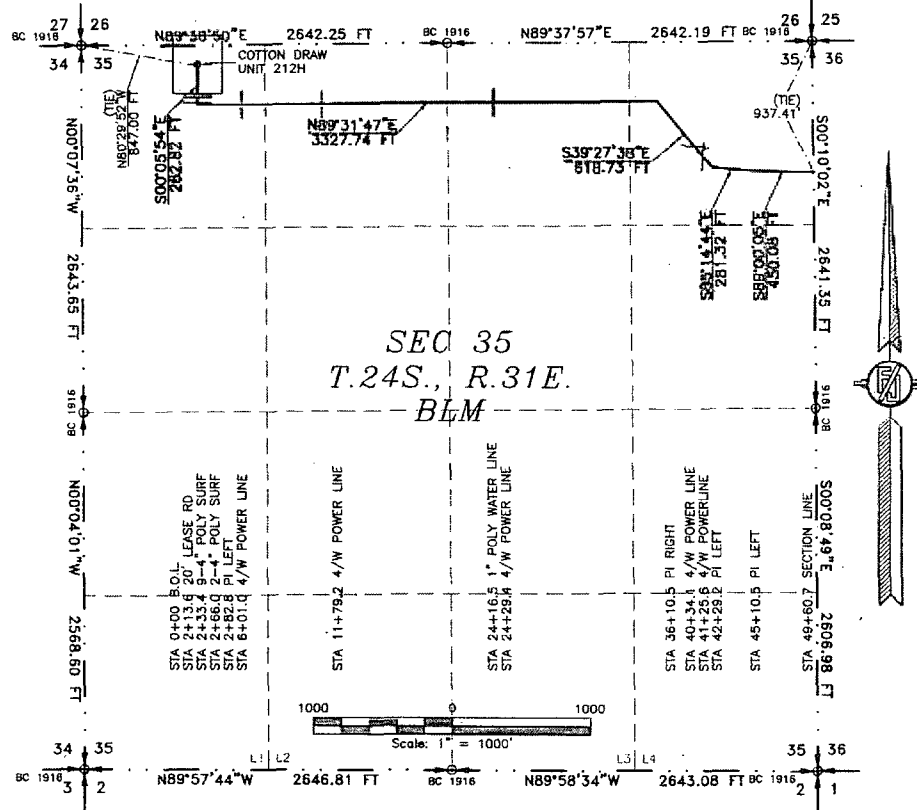 27 26
34 35
BC 1916
N89°38'50"E 2642.25 FT
BC 1916
N89°37'57"E 2642.19 FT
BC 1916
26 25
35 36
COTTON DRAW
UNIT 212H
(TIE)
N80°29'52"W
847.00 FT
S00°05'54"E
262.82 FT
N89°31'47"E
3327.74 FT
S39°27'38"E
618.73 FT
(TIE)
937.41
S85°14'44"E
281.32 FT
S88°00'05"E
450.08 FT
N00°07'36"W 2643.65 FT
S00°10'02"E 2641.35 FT
SEC 35
T.24S., R.31E.
BLM
BC 1916
BC 1916
N00°04'01"W 2568.60 FT
S00°08'49"E 2606.98 FT
STA 0+00 B.O.L.
STA 2+13.6 20' LEASE RD
STA 2+33.4 9-4" POLY SURF
STA 2+66.0 2-4" POLY SURF
STA 2+82.8 PI LEFT
STA 6+01.0 4/W POWER LINE
STA 11+79.2 4/W POWER LINE
STA 24+16.5 1" POLY WATER LINE
STA 24+29.4 4/W POWER LINE
STA 36+10.5 PI RIGHT
STA 40+34.1 4/W POWER LINE
STA 41+25.6 4/W POWERLINE
STA 42+29.2 PI LEFT
STA 45+10.5 PI LEFT
STA 49+60.7 SECTION LINE
1000 0 1000
Scale: 1" = 1000'
34 35
BC 1916
3 2
N89°57'44"W 2646.81 FT
L1 L2
BC 1916
N89°58'34"W 2643.08 FT
L3 L4
BC 1916
35 36
2 1